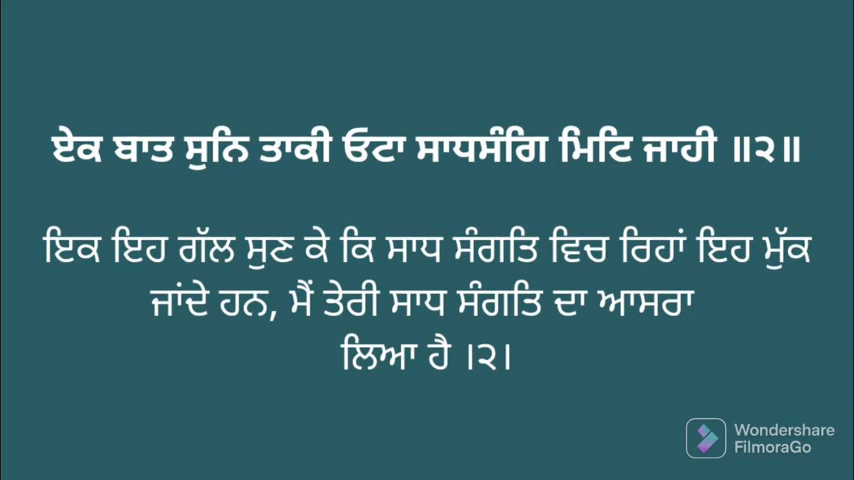 ਏਕ ਬਾਤ ਸੁਨਿ ਤਾਕੀ ਓਟਾ ਸਾਧਸੰਗਿ ਮਿਟਿ ਜਾਹੀ ॥੨॥
ਇਕ ਇਹ ਗੱਲ ਸੁਣ ਕੇ ਕਿ ਸਾਧ ਸੰਗਤਿ ਵਿਚ ਰਿਹਾਂ ਇਹ ਮੁੱਕ
ਜਾਂਦੇ ਹਨ, ਮੈਂ ਤੇਰੀ ਸਾਧ ਸੰਗਤਿ ਦਾ ਆਸਰਾ
ਲਿਆ ਹੈ ।੨।
Wondershare
FilmoraGo